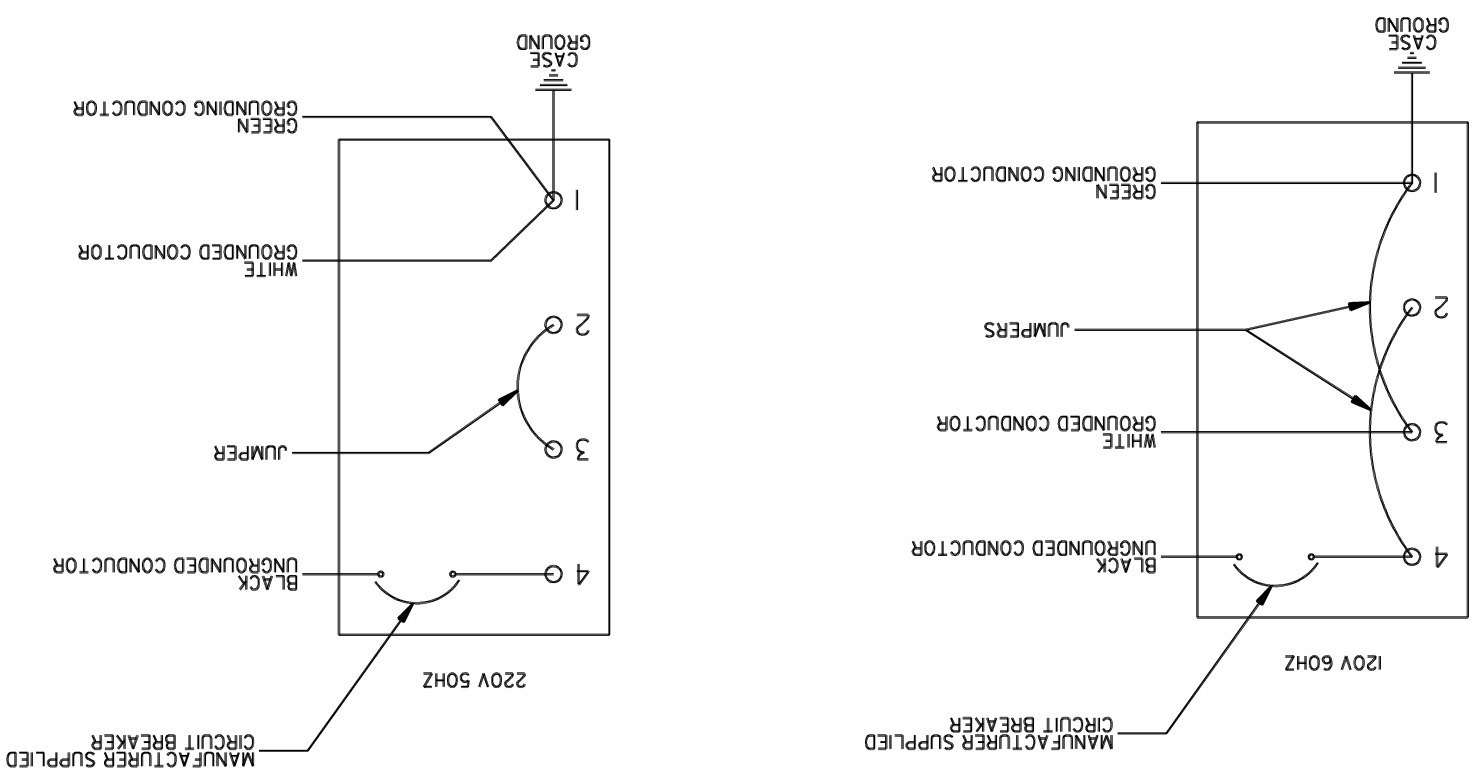 MANUFACTURER SUPPLIED
CIRCUIT BREAKER
120V 60HZ
4
BLACK
UNGROUNDED CONDUCTOR
3
WHITE
GROUNDED CONDUCTOR
JUMPERS
2
1
GREEN
GROUNDING CONDUCTOR
CASE
GROUND
MANUFACTURER SUPPLIED
CIRCUIT BREAKER
220V 50HZ
4
BLACK
UNGROUNDED CONDUCTOR
3
JUMPER
2
WHITE
GROUNDED CONDUCTOR
1
GREEN
GROUNDING CONDUCTOR
CASE
GROUND